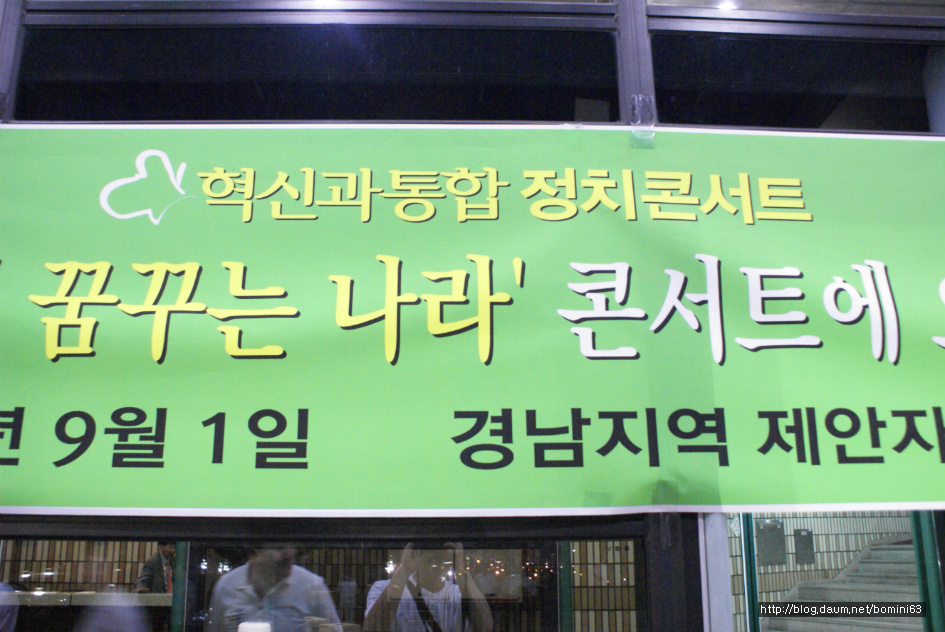 혁신과통합 정치콘서트
꿈꾸는 나라' 콘서트에
년 9월 1일 경남지역 제안자
http://blog.daum.net/bomini63